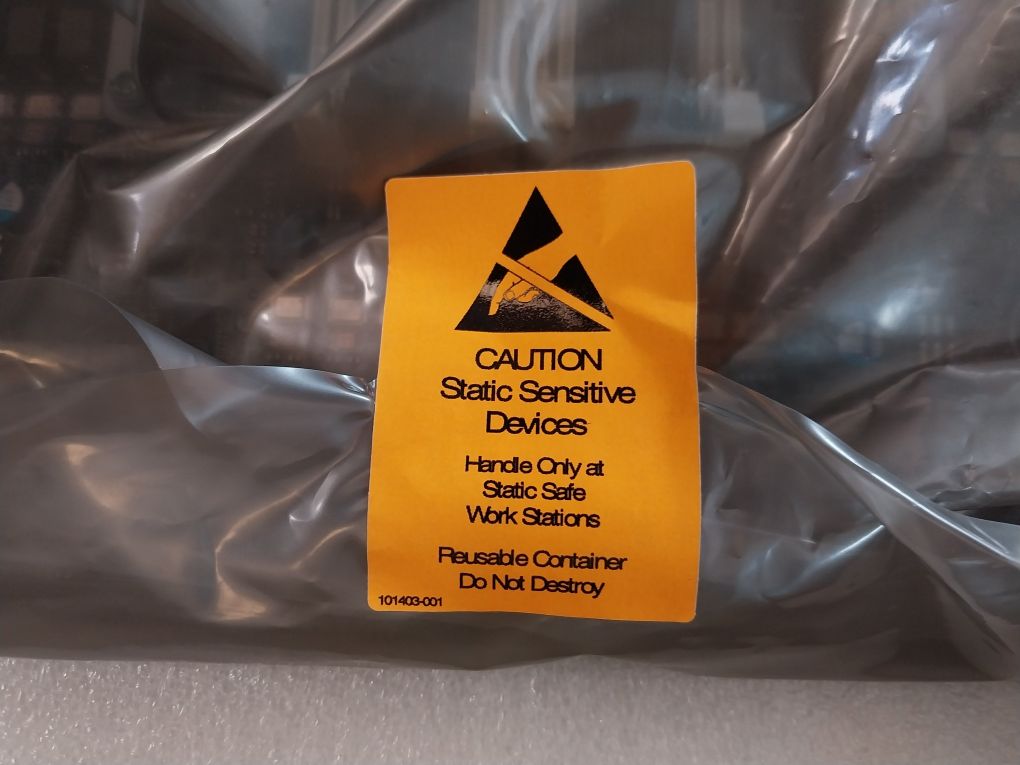 CAUTION
Static Sensitive
Devices
Handle Only at
Static Safe
Work Stations
Reusable Container
Do Not Destroy
101403-001